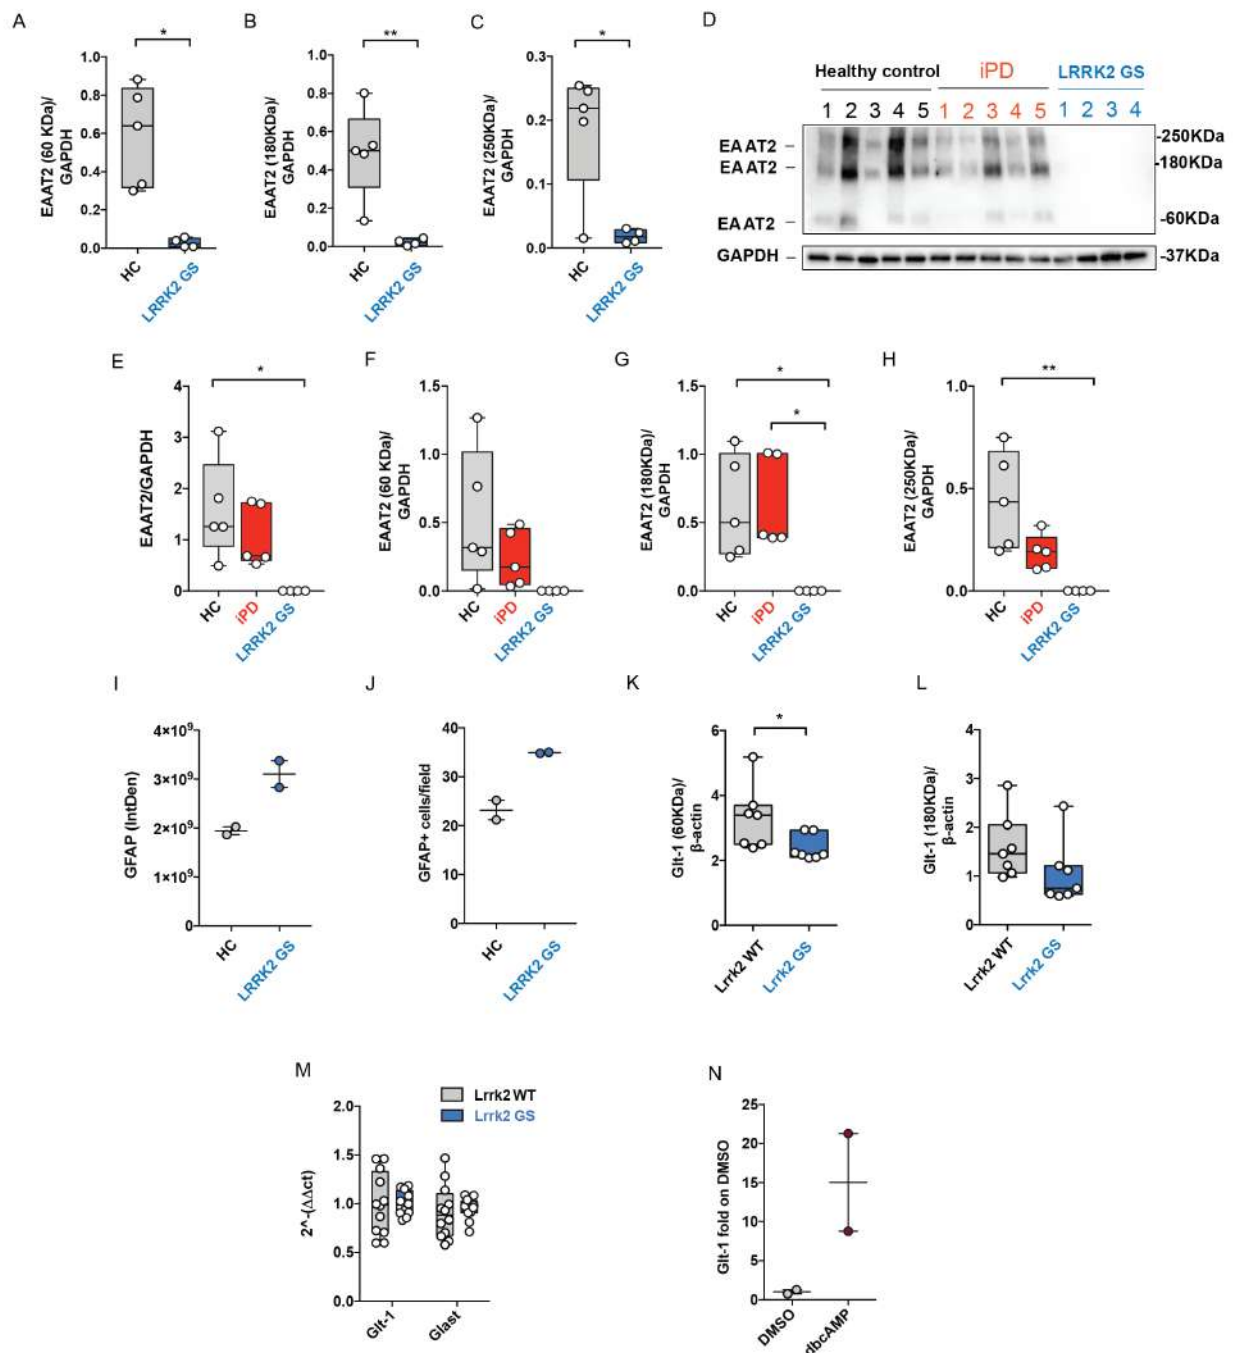 A
B
C
D
*
**
*
EAAT2 (60 KDa)/
GAPDH
1.0
0.8
0.6
0.4
0.2
0.0
HC
LRRK2 GS
EAAT2 (180KDa)/
GAPDH
1.0
0.8
0.6
0.4
0.2
0.0
HC
LRRK2 GS
EAAT2 (250KDa)/
GAPDH
0.3
0.2
0.1
0.0
HC
LRRK2 GS
Healthy control iPD LRRK2 GS
1 2 3 4 5 1 2 3 4 5 1 2 3 4
EAAT2 – -250KDa
EAAT2 – -180KDa
EAAT2 – -60KDa
GAPDH – -37KDa
E
F
G
H
*
EAAT2/GAPDH
4
3
2
1
0
HC
iPD
LRRK2 GS
EAAT2 (60 KDa)/
GAPDH
1.5
1.0
0.5
0.0
HC
iPD
LRRK2 GS
*
*
EAAT2 (180KDa)/
GAPDH
1.5
1.0
0.5
0.0
HC
iPD
LRRK2 GS
**
EAAT2 (250KDa)/
GAPDH
1.0
0.5
0.0
HC
iPD
LRRK2 GS
I
J
K
L
GFAP (IntDen)
4×10⁹
3×10⁹
2×10⁹
1×10⁹
0
HC
LRRK2 GS
GFAP+ cells/field
40
30
20
10
0
HC
LRRK2 GS
*
Glt-1 (60KDa)/
β-actin
6
4
2
0
Lrrk2 WT
Lrrk2 GS
Glt-1 (180KDa)/
β-actin
4
3
2
1
0
Lrrk2 WT
Lrrk2 GS
M
N
Lrrk2 WT
Lrrk2 GS
2^-(ΔΔct)
2.0
1.5
1.0
0.5
0.0
Glt-1
Glast
Glt-1 fold on DMSO
25
20
15
10
5
0
DMSO
dbcAMP